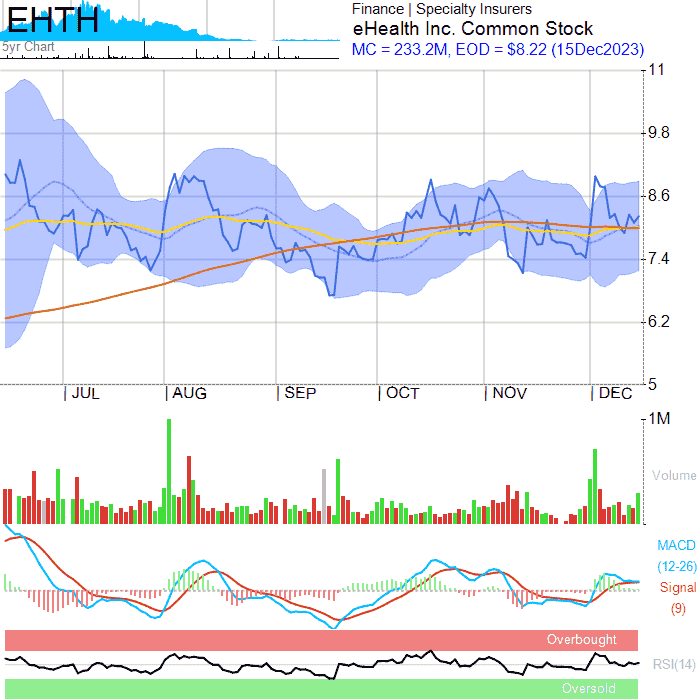 EHTH
5yr Chart
Finance | Specialty Insurers
eHealth Inc. Common Stock
MC = 233.2M, EOD = $8.22 (15Dec2023)
11
9.8
8.6
7.4
6.2
5
JUL AUG SEP OCT NOV DEC
1M
Volume
MACD
(12-26)
Signal
(9)
Overbought
RSI(14)
Oversold